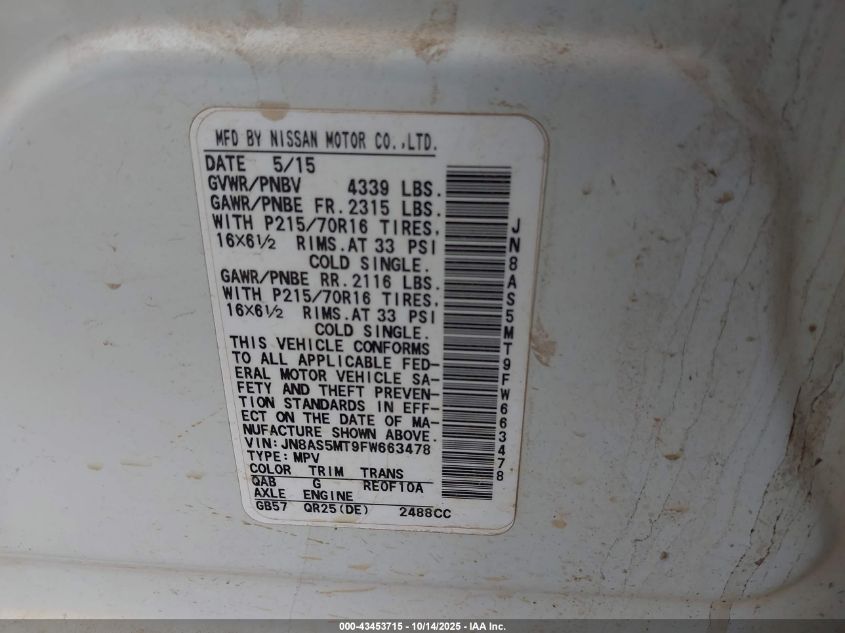 MFD BY NISSAN MOTOR CO.,LTD.
DATE 5/15
GVWR/PNBV 4339 LBS.
GAWR/PNBE FR. 2315 LBS.
WITH P215/70R16 TIRES,
16X6½ RIMS. AT 33 PSI
COLD SINGLE.
GAWR/PNBE RR. 2116 LBS.
WITH P215/70R16 TIRES,
16X6½ RIMS. AT 33 PSI
COLD SINGLE.
THIS VEHICLE CONFORMS
TO ALL APPLICABLE FED-
ERAL MOTOR VEHICLE SA-
FETY AND THEFT PREVEN-
TION STANDARDS IN EFF-
ECT ON THE DATE OF MA-
NUFACTURE SHOWN ABOVE.
VIN: JN8AS5MT9FW663478
TYPE: MPV
COLOR TRIM TRANS
QAB G RE0F10A
AXLE ENGINE
GB57 QR25(DE) 2488CC
JN8AS5MT9FW663478
000-43453715 - 10/14/2025 - IAA Inc.